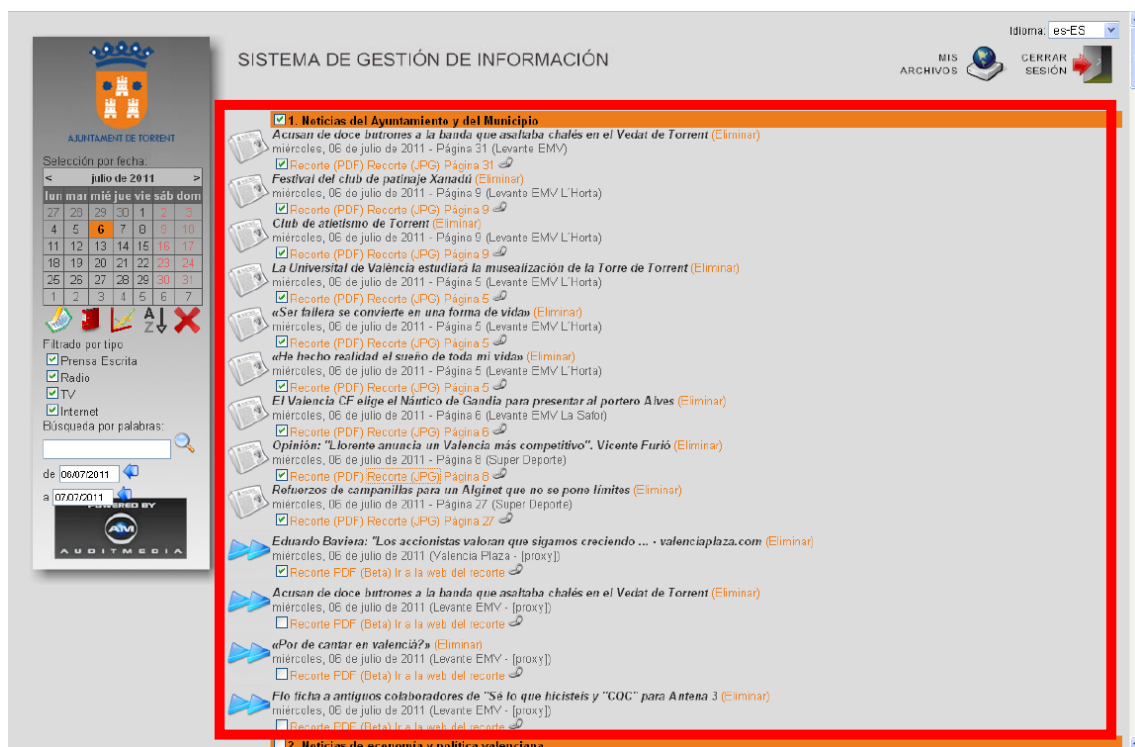 Idioma: es-ES
SISTEMA DE GESTIÓN DE INFORMACIÓN
MIS ARCHIVOS
CERRAR SESIÓN
AJUNTAMENT DE TORRENT
Selección por fecha:
< julio de 2011 >
lun mar mié jue vie sáb dom
27 28 29 30 1 2 3
4 5 6 7 8 9 10
11 12 13 14 15 16 17
18 19 20 21 22 23 24
25 26 27 28 29 30 31
1 2 3 4 5 6 7
A Z
Filtrado por tipo
Prensa Escrita
Radio
TV
Internet
Búsqueda por palabras:
de 06/07/2011
a 07/07/2011
POWERED BY
AM
AUDITMEDIA
1. Noticias del Ayuntamiento y del Municipio
Acusan de doce butrones a la banda que asaltaba chalés en el Vedat de Torrent (Eliminar)
miércoles, 06 de julio de 2011 - Página 31 (Levante EMV)
Recorte (PDF) Recorte (JPG) Página 31
Festival del club de patinaje Xanadú (Eliminar)
miércoles, 06 de julio de 2011 - Página 9 (Levante EMV L'Horta)
Recorte (PDF) Recorte (JPG) Página 9
Club de atletismo de Torrent (Eliminar)
miércoles, 06 de julio de 2011 - Página 9 (Levante EMV L'Horta)
Recorte (PDF) Recorte (JPG) Página 9
La Universitat de València estudiará la musealización de la Torre de Torrent (Eliminar)
miércoles, 06 de julio de 2011 - Página 5 (Levante EMV L'Horta)
Recorte (PDF) Recorte (JPG) Página 5
«Ser fallera se convierte en una forma de vida» (Eliminar)
miércoles, 06 de julio de 2011 - Página 5 (Levante EMV L'Horta)
Recorte (PDF) Recorte (JPG) Página 5
«He hecho realidad el sueño de toda mi vida» (Eliminar)
miércoles, 06 de julio de 2011 - Página 5 (Levante EMV L'Horta)
Recorte (PDF) Recorte (JPG) Página 5
El Valencia CF elige el Náutico de Gandia para presentar al portero Alves (Eliminar)
miércoles, 06 de julio de 2011 - Página 6 (Levante EMV La Safor)
Recorte (PDF) Recorte (JPG) Página 6
Opinión: "Llorente anuncia un Valencia más competitivo". Vicente Furió (Eliminar)
miércoles, 06 de julio de 2011 - Página 8 (Super Deporte)
Recorte (PDF) Recorte (JPG) Página 8
Refuerzos de campanillas para un Alginet que no se pone límites (Eliminar)
miércoles, 06 de julio de 2011 - Página 27 (Super Deporte)
Recorte (PDF) Recorte (JPG) Página 27
Eduardo Baviera: "Los accionistas valoran que sigamos creciendo ... - valenciaplaza.com (Eliminar)
miércoles, 06 de julio de 2011 (Valencia Plaza - [proxy])
Recorte PDF (Beta) Ir a la web del recorte
Acusan de doce butrones a la banda que asaltaba chalés en el Vedat de Torrent (Eliminar)
miércoles, 06 de julio de 2011 (Levante EMV - [proxy])
Recorte PDF (Beta) Ir a la web del recorte
«Por de cantar en valencià?» (Eliminar)
miércoles, 06 de julio de 2011 (Levante EMV - [proxy])
Recorte PDF (Beta) Ir a la web del recorte
Flo ficha a antiguos colaboradores de "Sé lo que hicisteis y "CQC" para Antena 3 (Eliminar)
miércoles, 06 de julio de 2011 (Levante EMV - [proxy])
Recorte PDF (Beta) Ir a la web del recorte
2. Noticias de economía y política valenciana